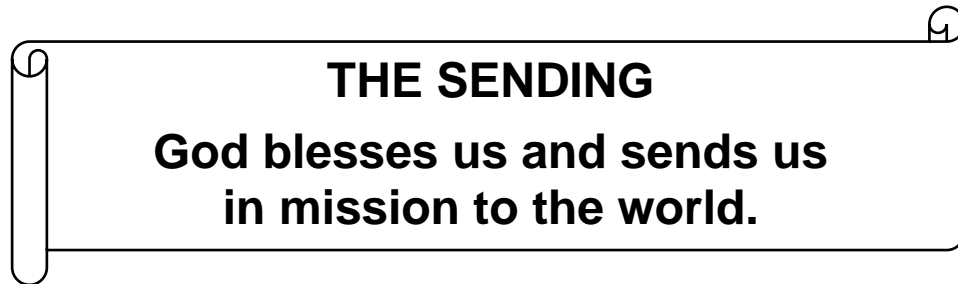 THE SENDING
God blesses us and sends us
in mission to the world.